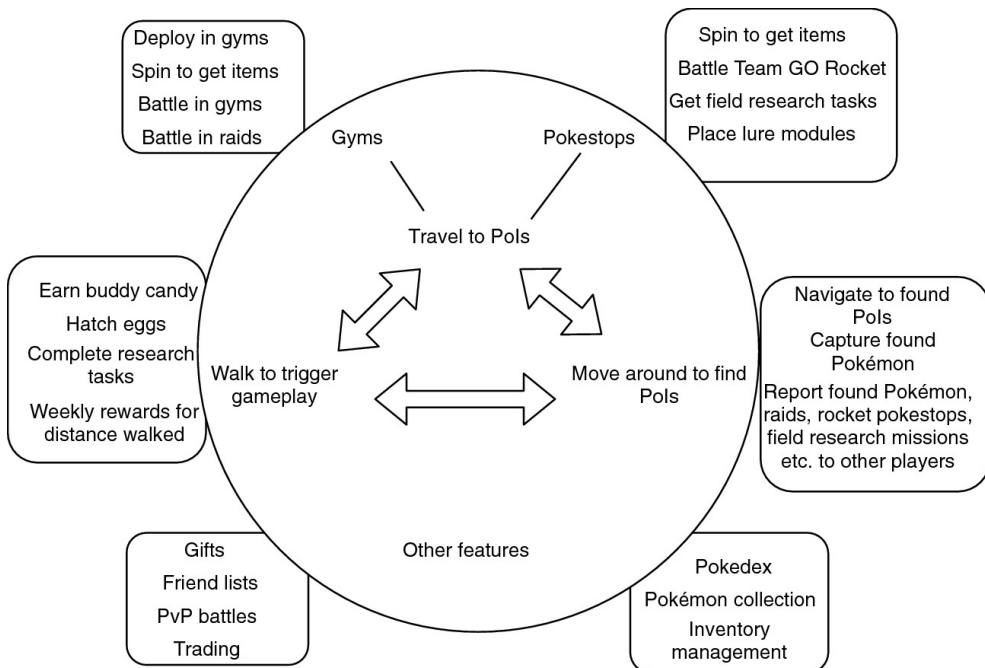 Deploy in gyms
Spin to get items
Battle in gyms
Battle in raids
Spin to get items
Battle Team GO Rocket
Get field research tasks
Place lure modules
Gyms
Pokestops
Travel to PoIs
Earn buddy candy
Hatch eggs
Complete research
tasks
Weekly rewards for
distance walked
Walk to trigger
gameplay
Move around to find
PoIs
Navigate to found
PoIs
Capture found
Pokémon
Report found Pokémon,
raids, rocket pokestops,
field research missions
etc. to other players
Gifts
Friend lists
PvP battles
Trading
Other features
Pokedex
Pokémon collection
Inventory
management